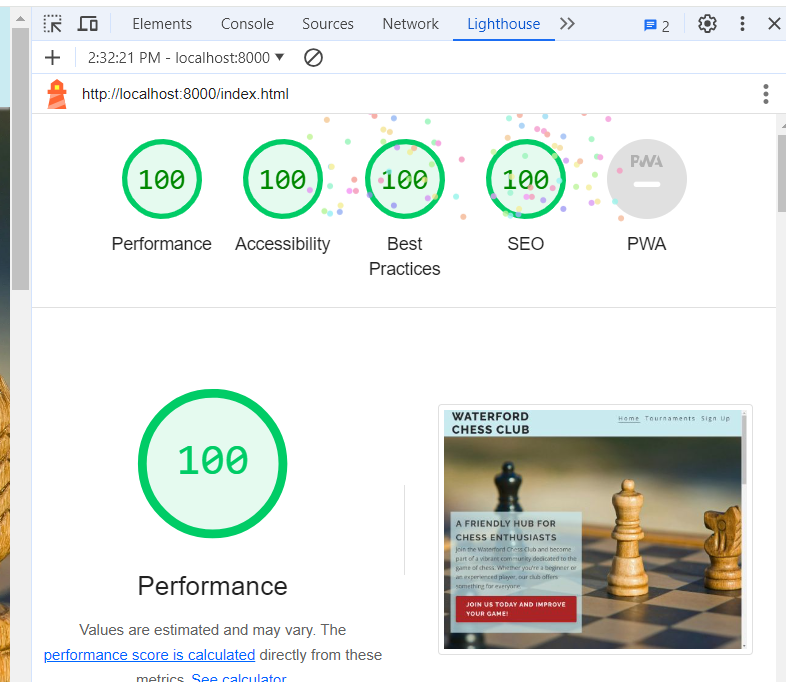 Elements Console Sources Network Lighthouse 2
2:32:21 PM - localhost:8000
http://localhost:8000/index.html
100 100 100 100 PWA
Performance Accessibility Best Practices SEO PWA
100
Performance
Values are estimated and may vary. The
performance score is calculated directly from these
metrics. See calculator.
WATERFORD
CHESS CLUB
Home Tournaments Sign Up
A FRIENDLY HUB FOR
CHESS ENTHUSIASTS
Join the Waterford Chess Club and become
part of a vibrant community dedicated to the
game of chess. Whether you're a beginner or
an experienced player, our club offers
something for everyone.
JOIN US TODAY AND IMPROVE
YOUR GAME!